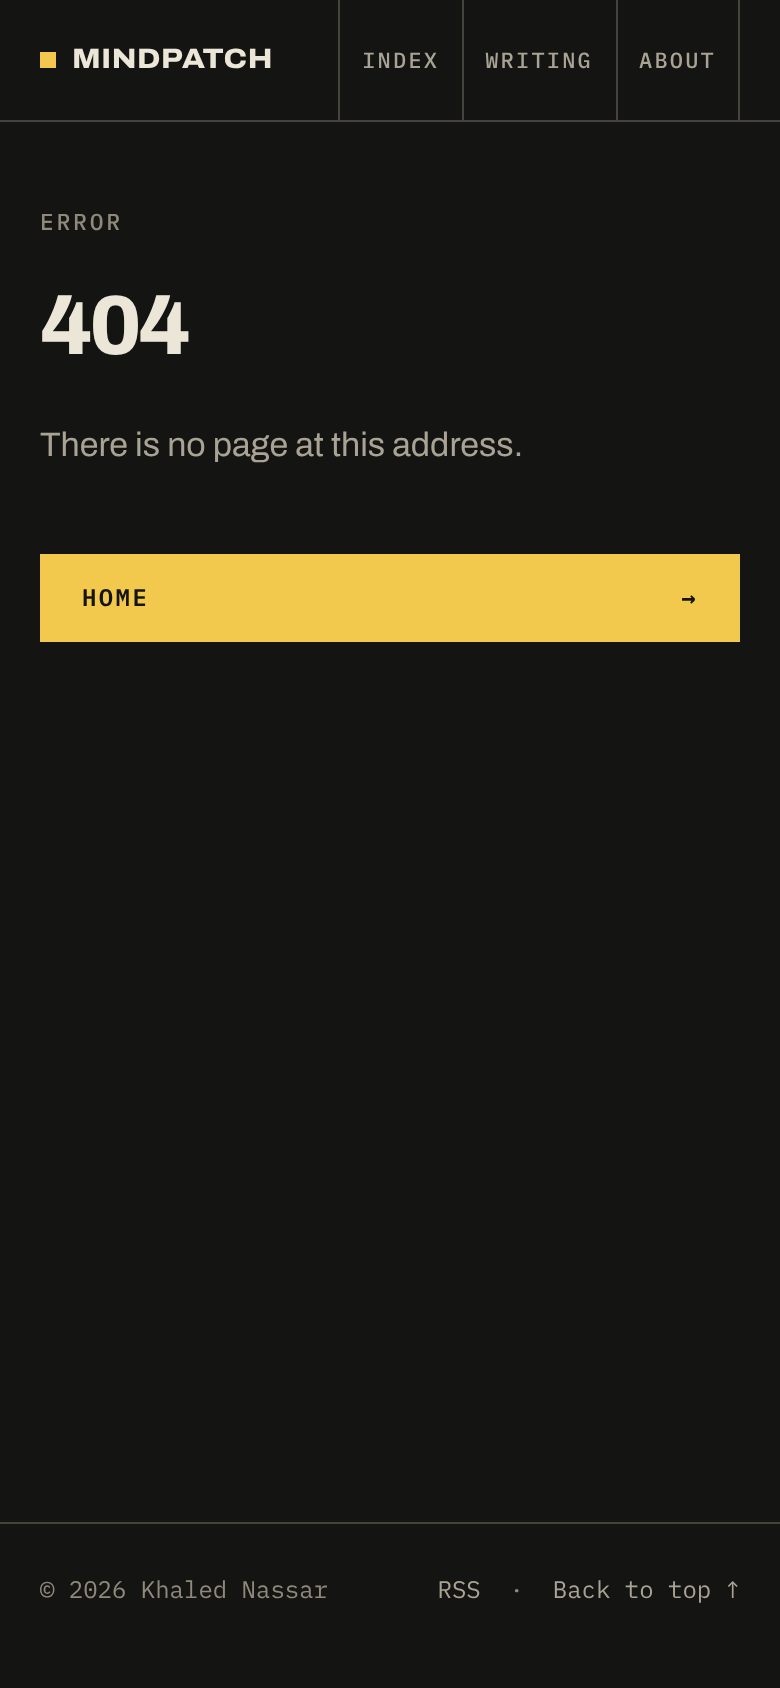 MINDPATCH INDEX WRITING ABOUT
ERROR
404
There is no page at this address.
HOME →
© 2026 Khaled Nassar RSS · Back to top ↑